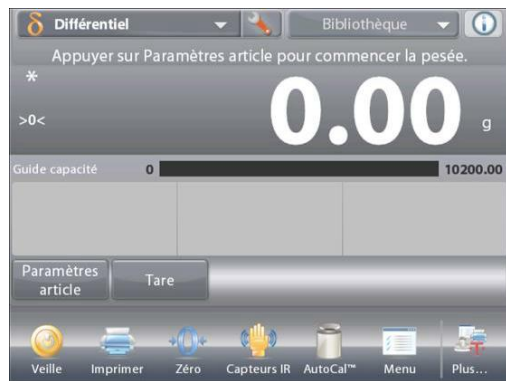 δ Différentiel Bibliothèque
Appuyer sur Paramètres article pour commencer la pesée.
*
>0< 0.00 g
Guide capacité 0 10200.00
Paramètres article Tare
Veille Imprimer Zéro Capteurs IR AutoCal™ Menu Plus...